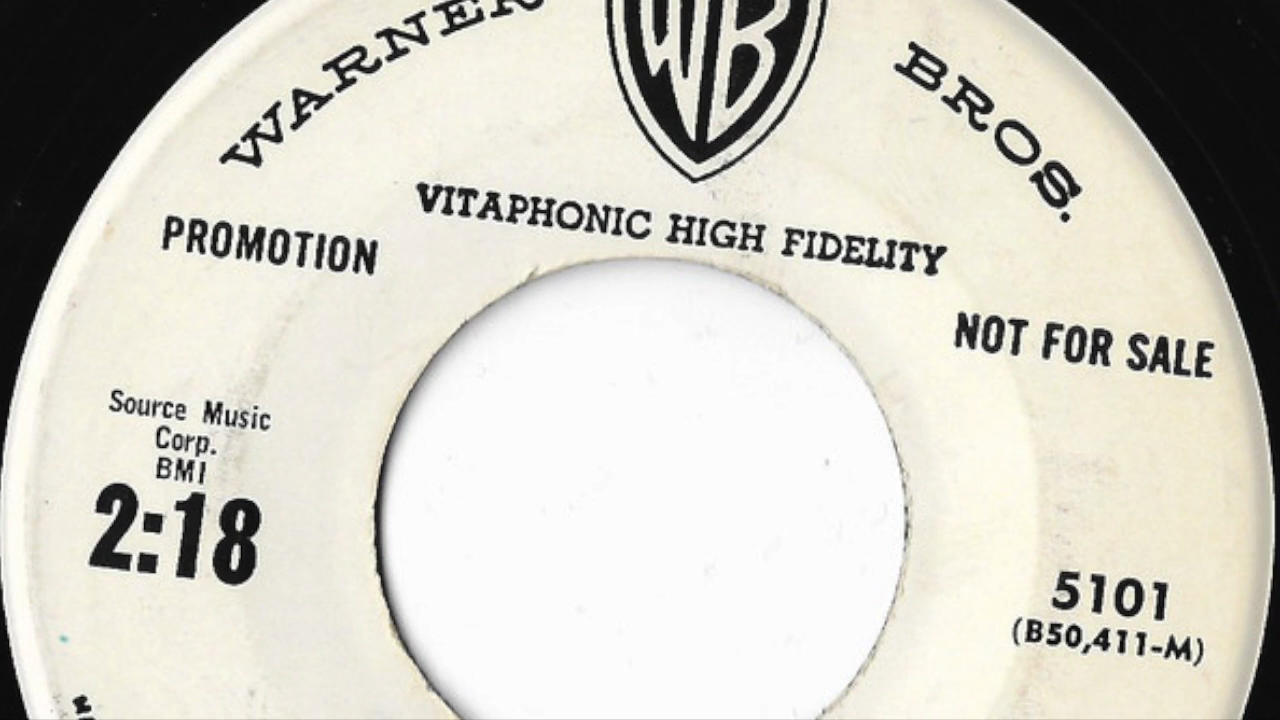 WARNER BROS.
WB
VITAPHONIC HIGH FIDELITY
PROMOTION
NOT FOR SALE
Source Music
Corp.
BMI
2:18
5101
(B50,411-M)